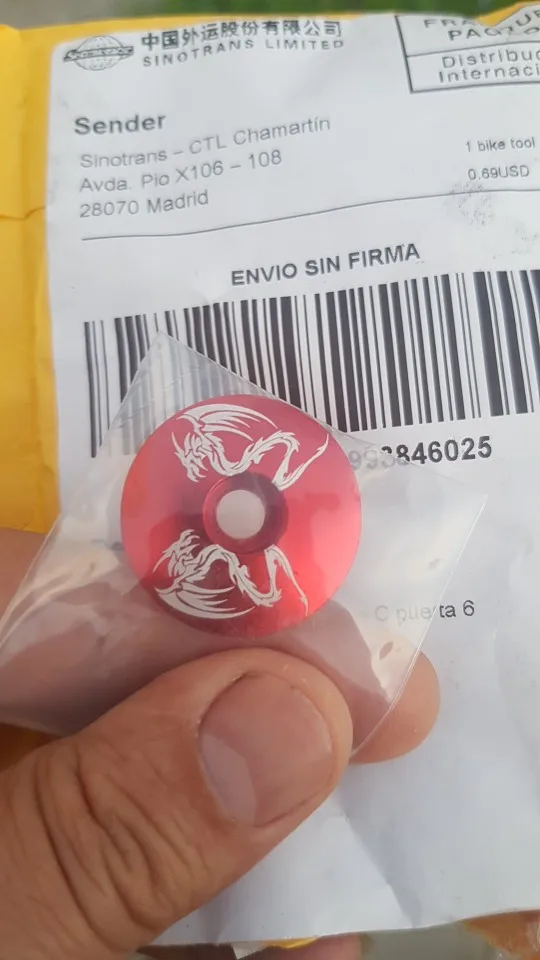 中国外运股份有限公司
SINOTRANS LIMITED
Distribuc
Internaci
Sender
Sinotrans – CTL Chamartín
Avda. Pio X106 – 108
28070 Madrid
1 bike tool
0.69USD
ENVIO SIN FIRMA
993846025
C puerta 6